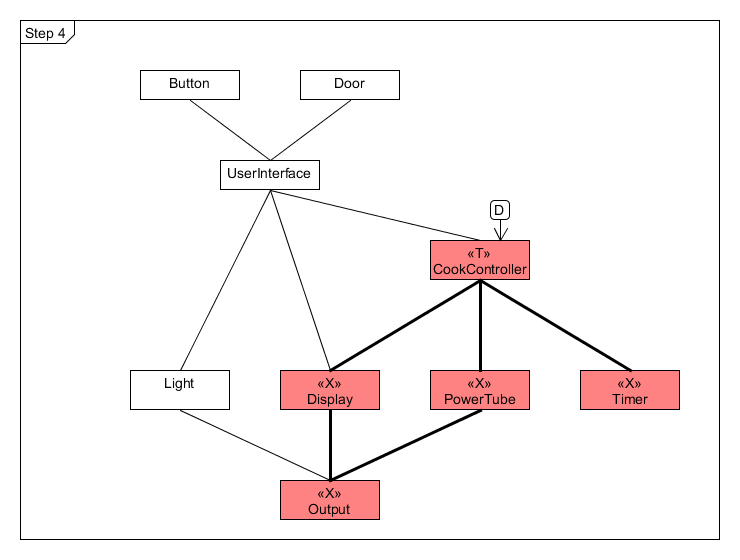 Step 4
Button
Door
UserInterface
D
«T»
CookController
Light
«X»
Display
«X»
PowerTube
«X»
Timer
«X»
Output